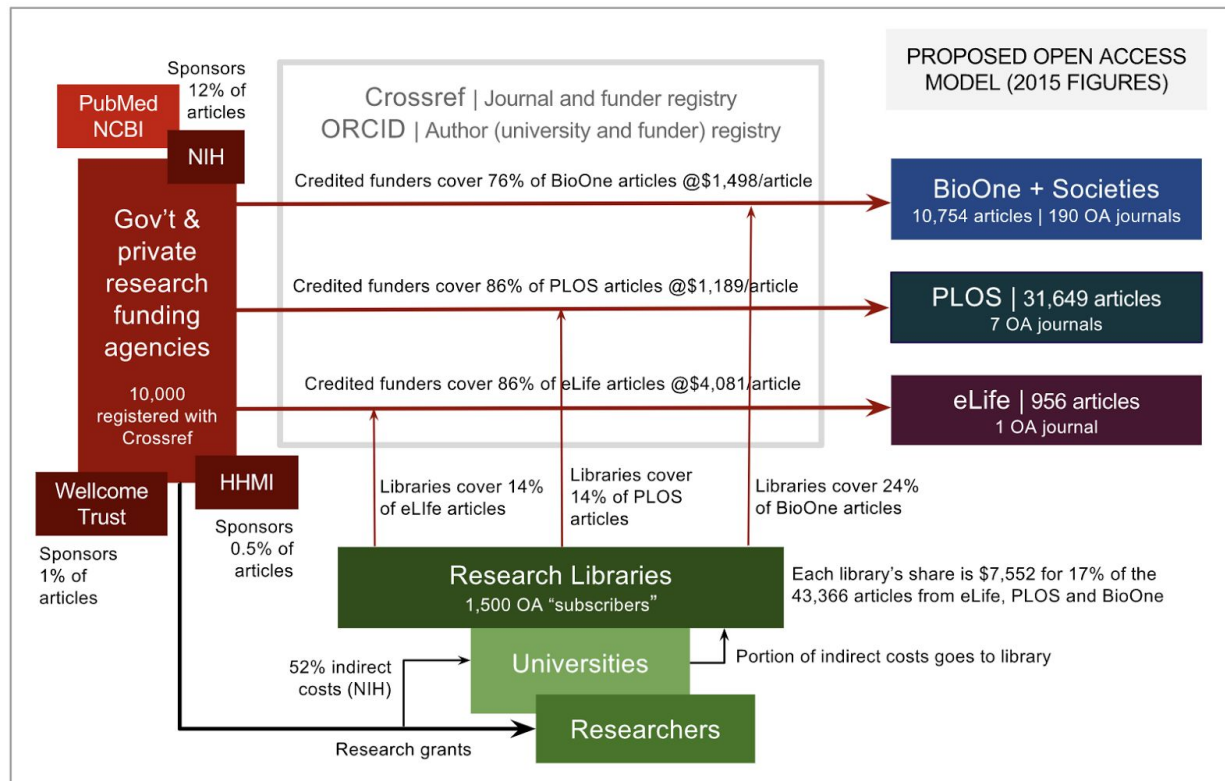 PROPOSED OPEN ACCESS
MODEL (2015 FIGURES)
Sponsors
12% of
articles
PubMed
NCBI
NIH
Crossref | Journal and funder registry
ORCID | Author (university and funder) registry
Gov't &
private
research
funding
agencies
10,000
registered with
Crossref
Credited funders cover 76% of BioOne articles @$1,498/article
BioOne + Societies
10,754 articles | 190 OA journals
Credited funders cover 86% of PLOS articles @$1,189/article
PLOS | 31,649 articles
7 OA journals
Credited funders cover 86% of eLife articles @$4,081/article
eLife | 956 articles
1 OA journal
Wellcome
Trust
Sponsors
1% of
articles
HHMI
Sponsors
0.5% of
articles
Libraries cover 14%
of eLIfe articles
Libraries cover
14% of PLOS
articles
Libraries cover 24%
of BioOne articles
Research Libraries
1,500 OA “subscribers”
Each library's share is $7,552 for 17% of the
43,366 articles from eLife, PLOS and BioOne
Universities
52% indirect
costs (NIH)
Portion of indirect costs goes to library
Researchers
Research grants